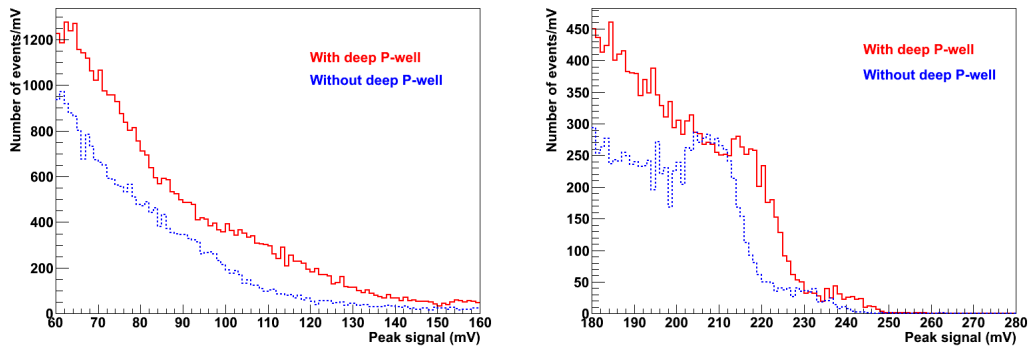 Number of events/mV
1200
1000
800
600
400
200
0
With deep P-well
Without deep P-well
60 70 80 90 100 110 120 130 140 150 160
Peak signal (mV)
Number of events/mV
450
400
350
300
250
200
150
100
50
0
With deep P-well
Without deep P-well
180 190 200 210 220 230 240 250 260 270 280
Peak signal (mV)